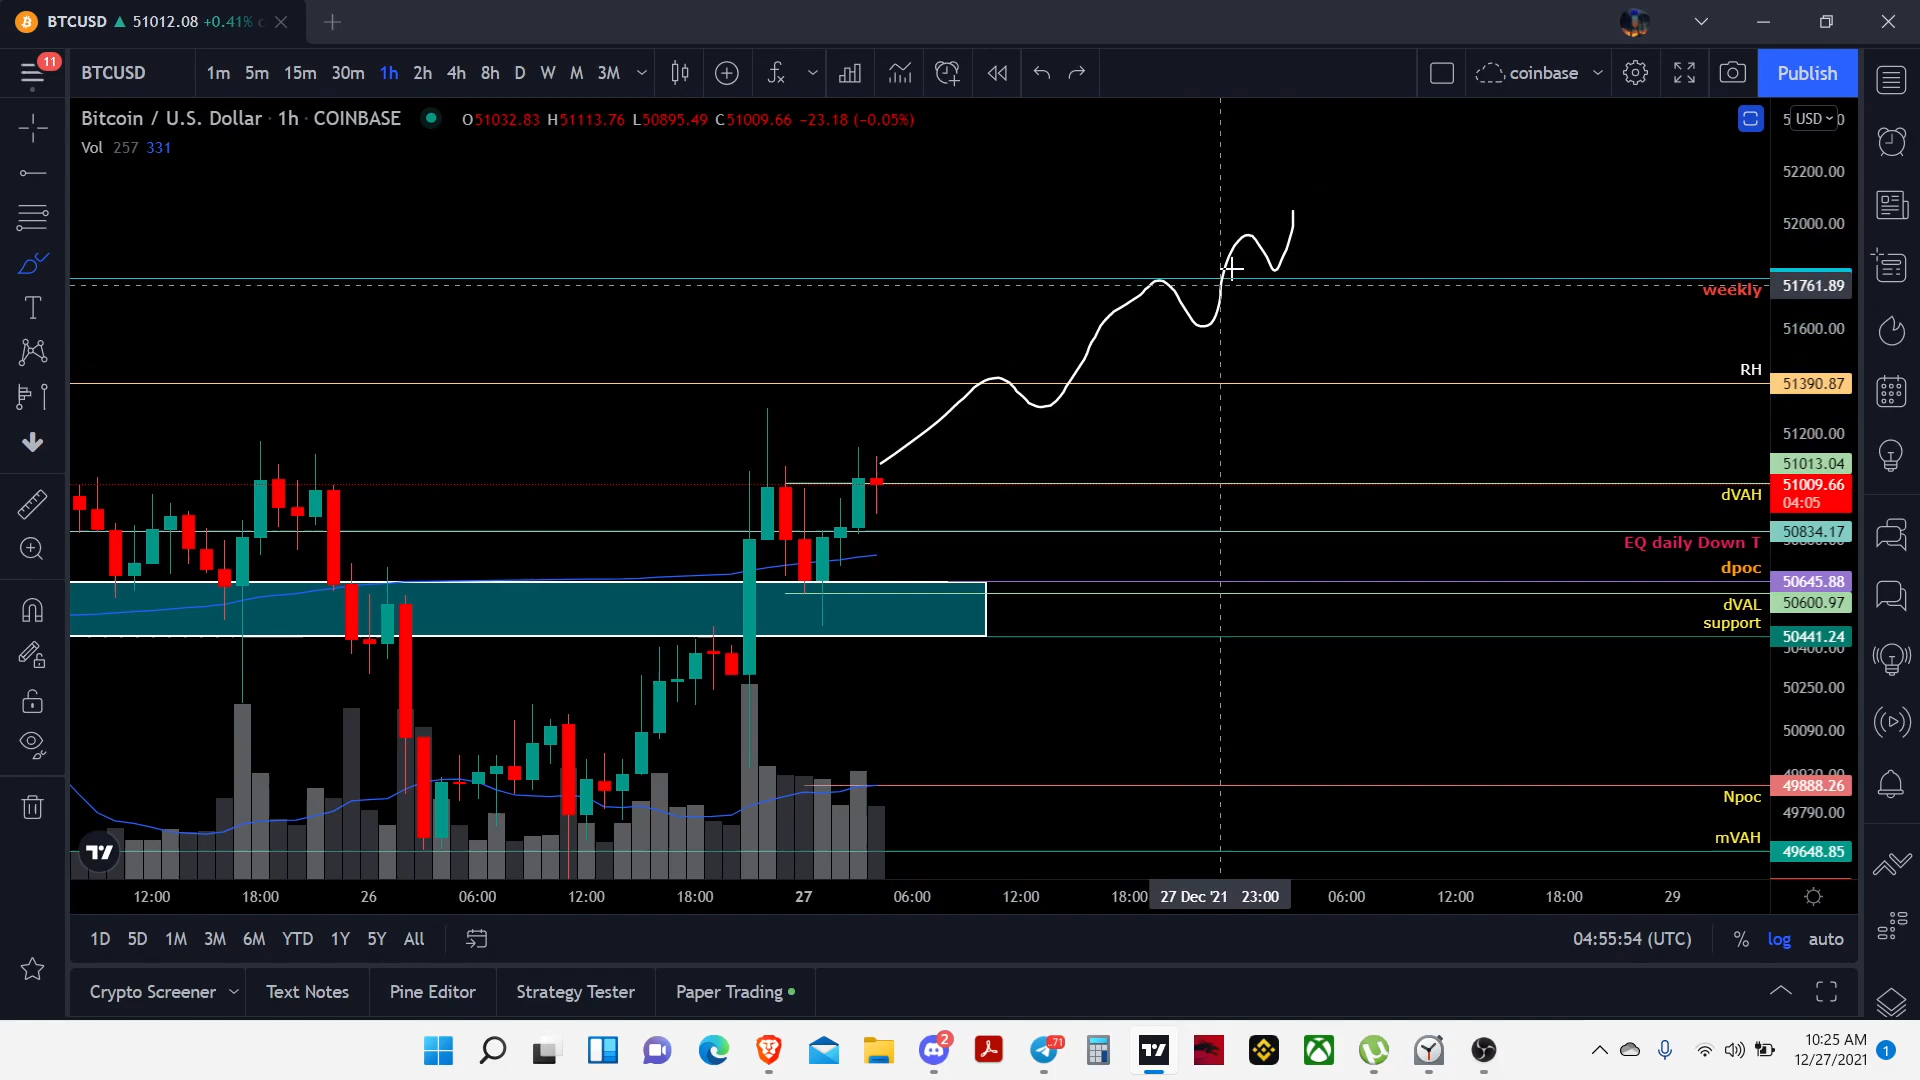 BTCUSD ▲ 51012.08 +0.41%
11
BTCUSD 1m 5m 15m 30m 1h 2h 4h 8h D W M 3M coinbase Publish
Bitcoin / U.S. Dollar · 1h · COINBASE O51032.83 H51113.76 L50895.49 C51009.66 −23.18 (−0.05%)
USD
Vol 257 331
52200.00
52000.00
weekly 51761.89
51600.00
RH
51390.87
51200.00
51013.04
dVAH 51009.66
04:05
50834.17
EQ daily Down T
dpoc
50645.88
dVAL 50600.97
support
50441.24
50400.00
50250.00
50090.00
49888.26
Npoc
49790.00
mVAH
49648.85
12:00 18:00 26 06:00 12:00 18:00 27 06:00 12:00 18:00 27 Dec '21 23:00 06:00 12:00 18:00 29
1D 5D 1M 3M 6M YTD 1Y 5Y All 04:55:54 (UTC) % log auto
Crypto Screener Text Notes Pine Editor Strategy Tester Paper Trading
2
71
10:25 AM
12/27/2021
1